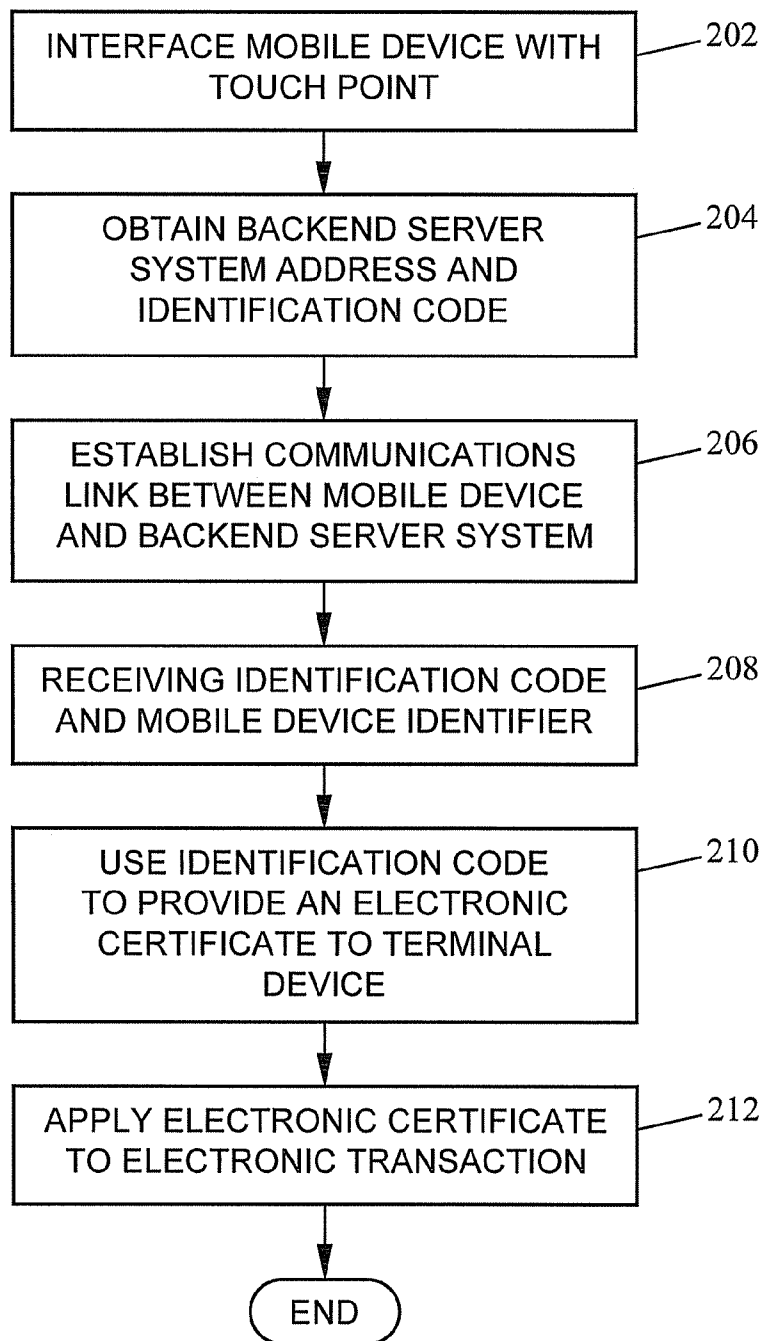 INTERFACE MOBILE DEVICE WITH
TOUCH POINT
202
OBTAIN BACKEND SERVER
SYSTEM ADDRESS AND
IDENTIFICATION CODE
204
ESTABLISH COMMUNICATIONS
LINK BETWEEN MOBILE DEVICE
AND BACKEND SERVER SYSTEM
206
RECEIVING IDENTIFICATION CODE
AND MOBILE DEVICE IDENTIFIER
208
USE IDENTIFICATION CODE
TO PROVIDE AN ELECTRONIC
CERTIFICATE TO TERMINAL
DEVICE
210
APPLY ELECTRONIC CERTIFICATE
TO ELECTRONIC TRANSACTION
212
END